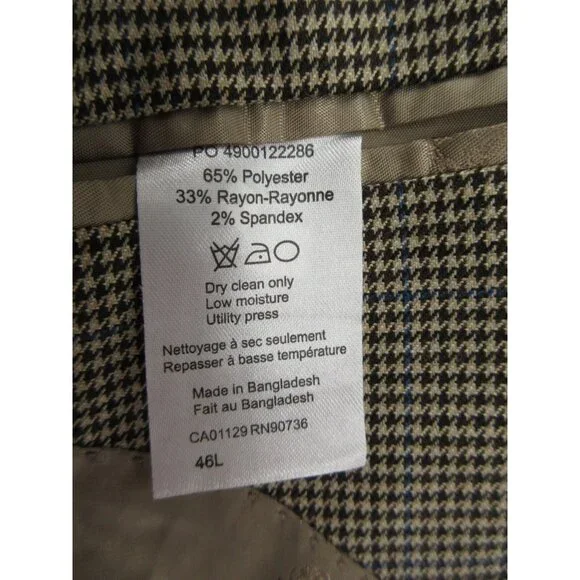 PO 4900122286
65% Polyester
33% Rayon-Rayonne
2% Spandex
Dry clean only
Low moisture
Utility press
Nettoyage à sec seulement
Repasser à basse température
Made in Bangladesh
Fait au Bangladesh
CA01129 RN90736
46L